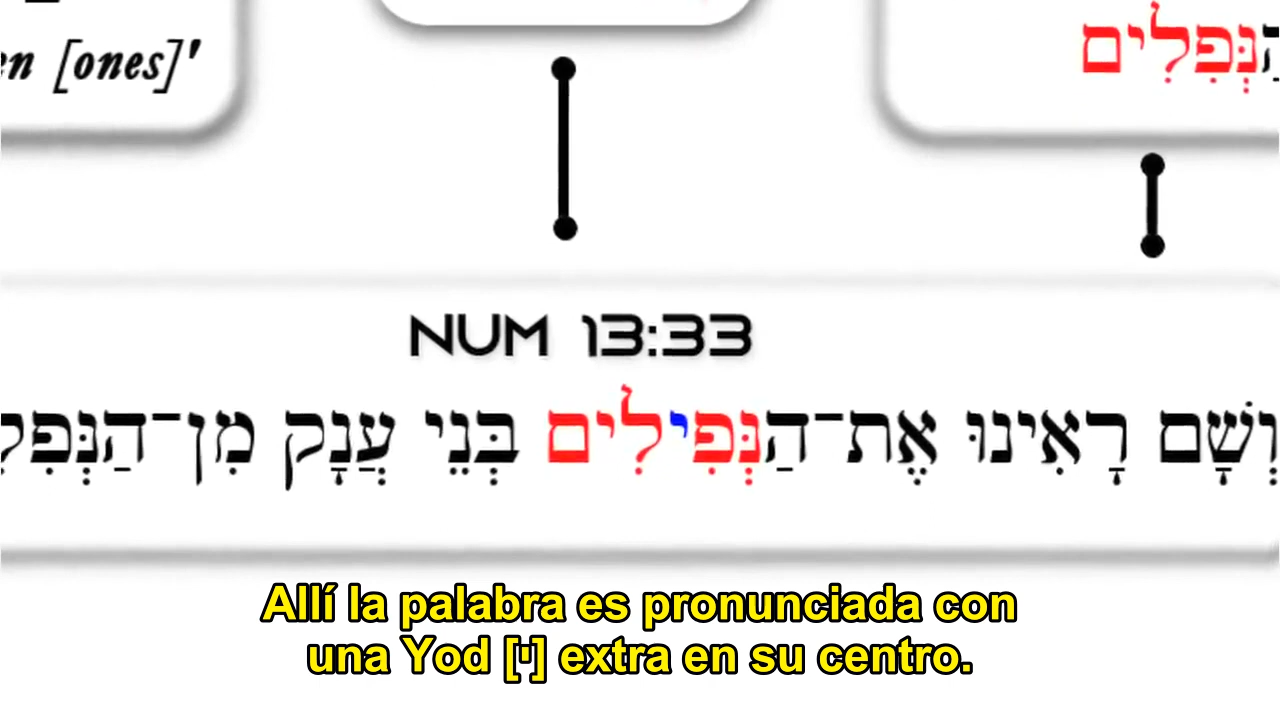 en [ones]'
הַנְּפִלִים
NUM 13:33
וְשָׁם רָאִינוּ אֶת־הַנְּפִילִים בְּנֵי עֲנָק מִן־הַנְּפִל
Allí la palabra es pronunciada con
una Yod [י] extra en su centro.